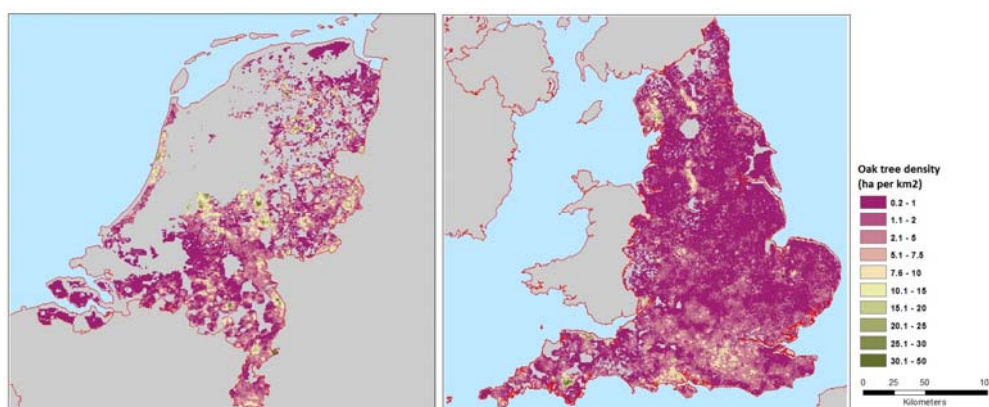 Oak tree density
(ha per km2)
0.2 - 1
1.1 - 2
2.1 - 5
5.1 - 7.5
7.6 - 10
10.1 - 15
15.1 - 20
20.1 - 25
25.1 - 30
30.1 - 50
0 25 50 10
Kilometers